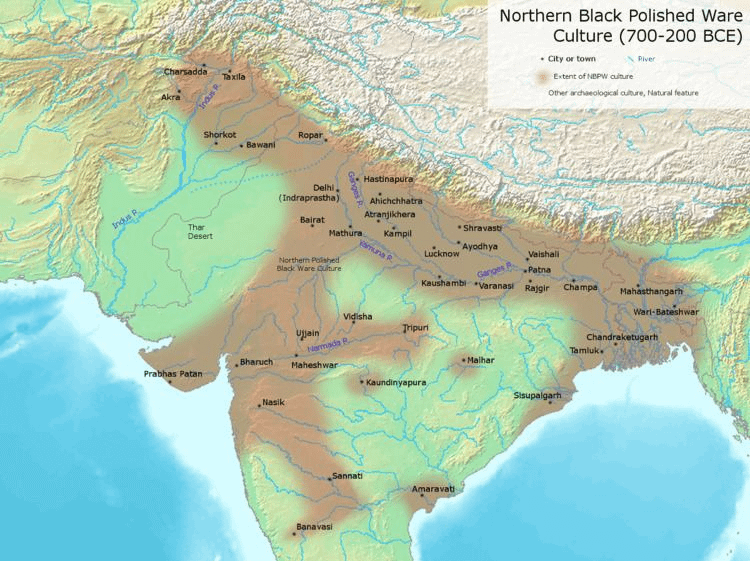 Northern Black Polished Ware
Culture (700-200 BCE)
City or town
River
Extent of NBPW culture
Other archaeological culture, Natural feature
Charsadda
Taxila
Akra
Indus R.
Shorkot
Bawani
Ropar
Hastinapura
Delhi
(Indraprastha)
Ganges R.
Ahichchhatra
Indus R.
Atranjikhera
Bairat
Mathura
Kampil
Shravasti
Thar
Desert
Yamuna R.
Lucknow
Ayodhya
Vaishali
Northern Polished
Black Ware Culture
Ganges R.
Patna
Kaushambi
Varanasi
Rajgir
Champa
Mahasthangarh
Wari-Bateshwar
Vidisha
Ujjain
Tripuri
Narmada R.
Chandraketugarh
Tamluk
Bharuch
Maheshwar
Malhar
Prabhas Patan
Kaundinyapura
Nasik
Sisupalgarh
Sannati
Amaravati
Banavasi